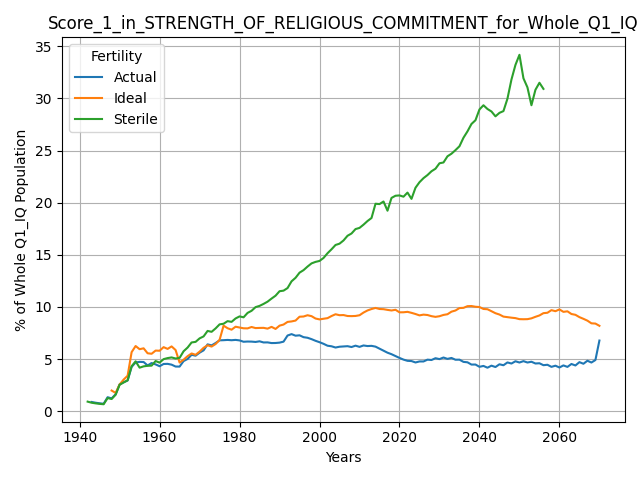 Score_1_in_STRENGTH_OF_RELIGIOUS_COMMITMENT_for_Whole_Q1_IQ
Fertility
Actual
Ideal
Sterile
% of Whole Q1_IQ Population
35
30
25
20
15
10
5
0
1940 1960 1980 2000 2020 2040 2060
Years